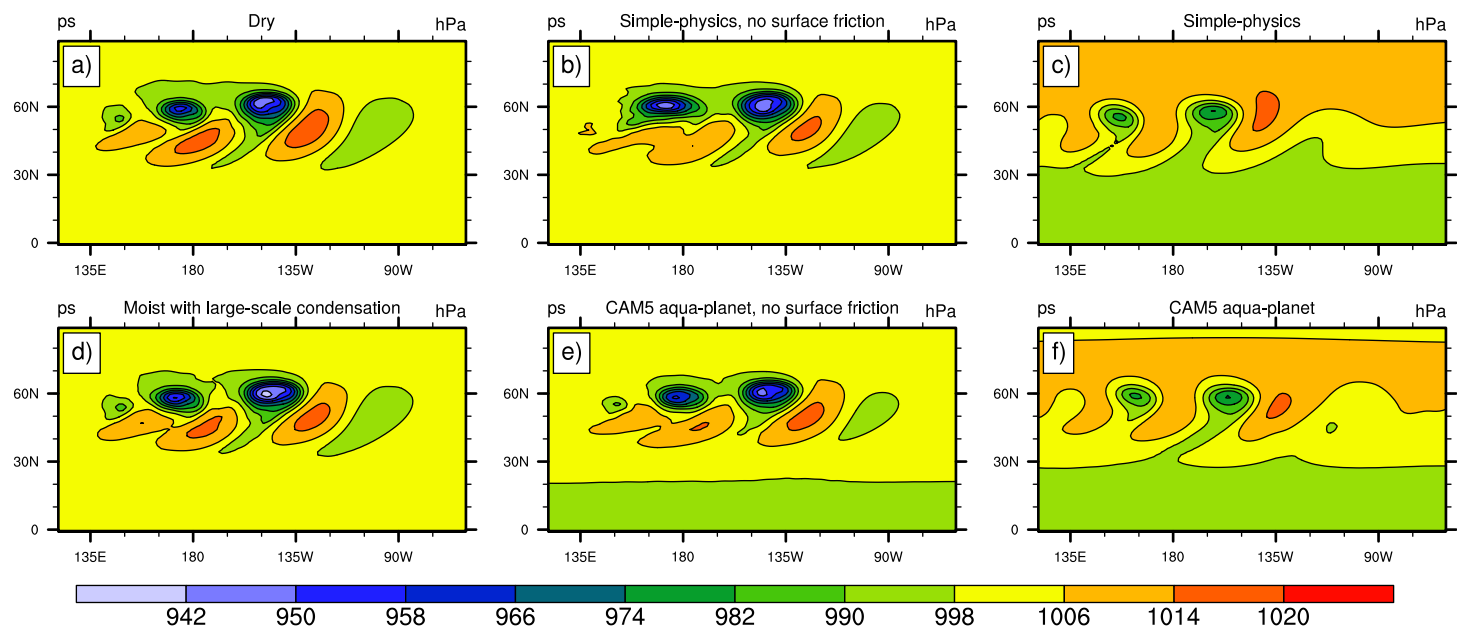 ps Dry hPa
a)
60N
30N
0
135E 180 135W 90W
ps Simple-physics, no surface friction hPa
b)
60N
30N
0
135E 180 135W 90W
ps Simple-physics hPa
c)
60N
30N
0
135E 180 135W 90W
ps Moist with large-scale condensation hPa
d)
60N
30N
0
135E 180 135W 90W
ps CAM5 aqua-planet, no surface friction hPa
e)
60N
30N
0
135E 180 135W 90W
ps CAM5 aqua-planet hPa
f)
60N
30N
0
135E 180 135W 90W
942 950 958 966 974 982 990 998 1006 1014 1020